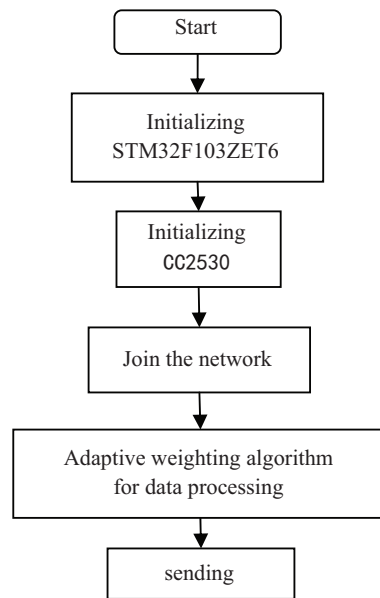 Start
Initializing
STM32F103ZET6
Initializing
CC2530
Join the network
Adaptive weighting algorithm
for data processing
sending